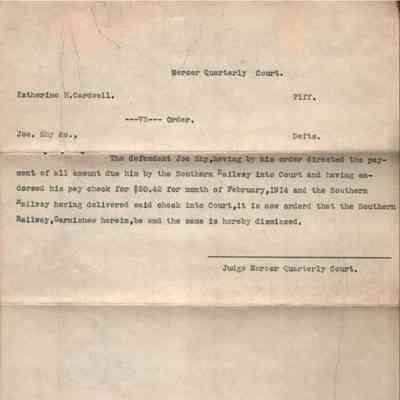 Mercer Quarterly Court.
Katherine M.Cardwell. Plff.
---VS--- Order.
Joe. Shy &c., Defts.
The defendant Joe Shy,having by his order directed the pay-
ment of all amount due him by the Southern Railway into Court and having en-
dorsed his pay check for $20,42 for month of February,1914 and the Southern
Railway having delivered said check into Court,it is now orderd that the Southern
Railway,Garnishee herein,be and the same is hereby dismissed.
Judge Mercer Quarterly Court.